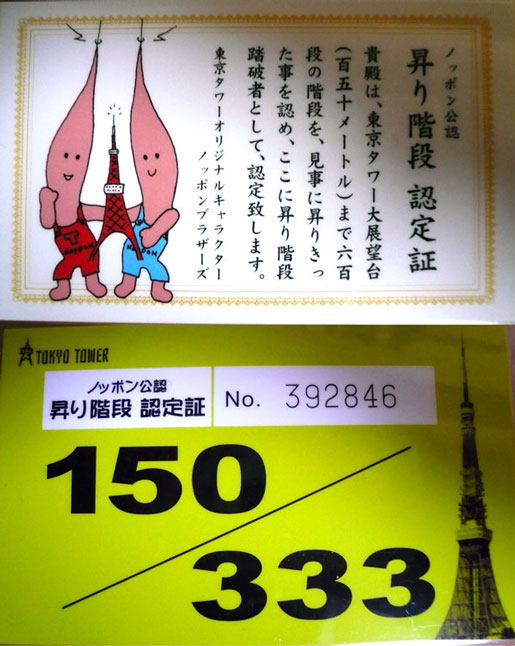 ノッポン公認
昇り階段 認定証
貴殿は、東京タワー大展望台
(百五十メートル)まで六百
段の階段を、見事に昇りきっ
た事を認め、ここに昇り階段
踏破者として、認定致します。
東京タワーオリジナルキャラクター
ノッポンブラザーズ
T
NOPPON
NOPPON
TOKYO TOWER
ノッポン公認
昇り階段 認定証
No. 392846
150
333